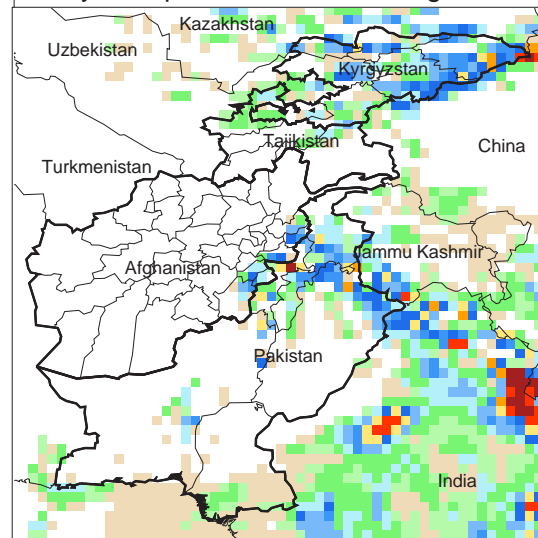 Kazakhstan
Uzbekistan
Kyrgyzstan
Tajikistan
China
Turkmenistan
Jammu Kashmir
Afghanistan
Pakistan
India